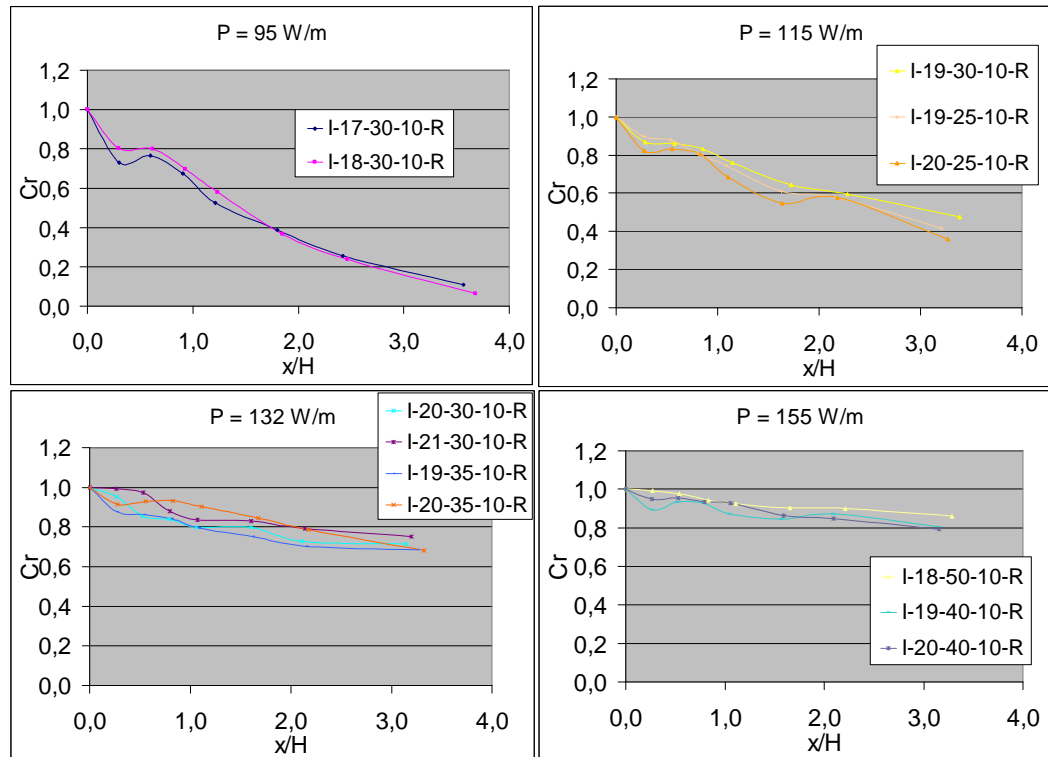 P = 95 W/m
1,2
1,0
0,8
0,6
0,4
0,2
0,0
Cr
0,0 1,0 2,0 3,0 4,0
x/H
I-17-30-10-R
I-18-30-10-R
P = 115 W/m
1,2
1,0
0,8
0,6
0,4
0,2
0,0
Cr
0,0 1,0 2,0 3,0 4,0
x/H
I-19-30-10-R
I-19-25-10-R
I-20-25-10-R
P = 132 W/m
1,2
1,0
0,8
0,6
0,4
0,2
0,0
Cr
0,0 1,0 2,0 3,0 4,0
x/H
I-20-30-10-R
I-21-30-10-R
I-19-35-10-R
I-20-35-10-R
P = 155 W/m
1,2
1,0
0,8
0,6
0,4
0,2
0,0
Cr
0,0 1,0 2,0 3,0 4,0
x/H
I-18-50-10-R
I-19-40-10-R
I-20-40-10-R